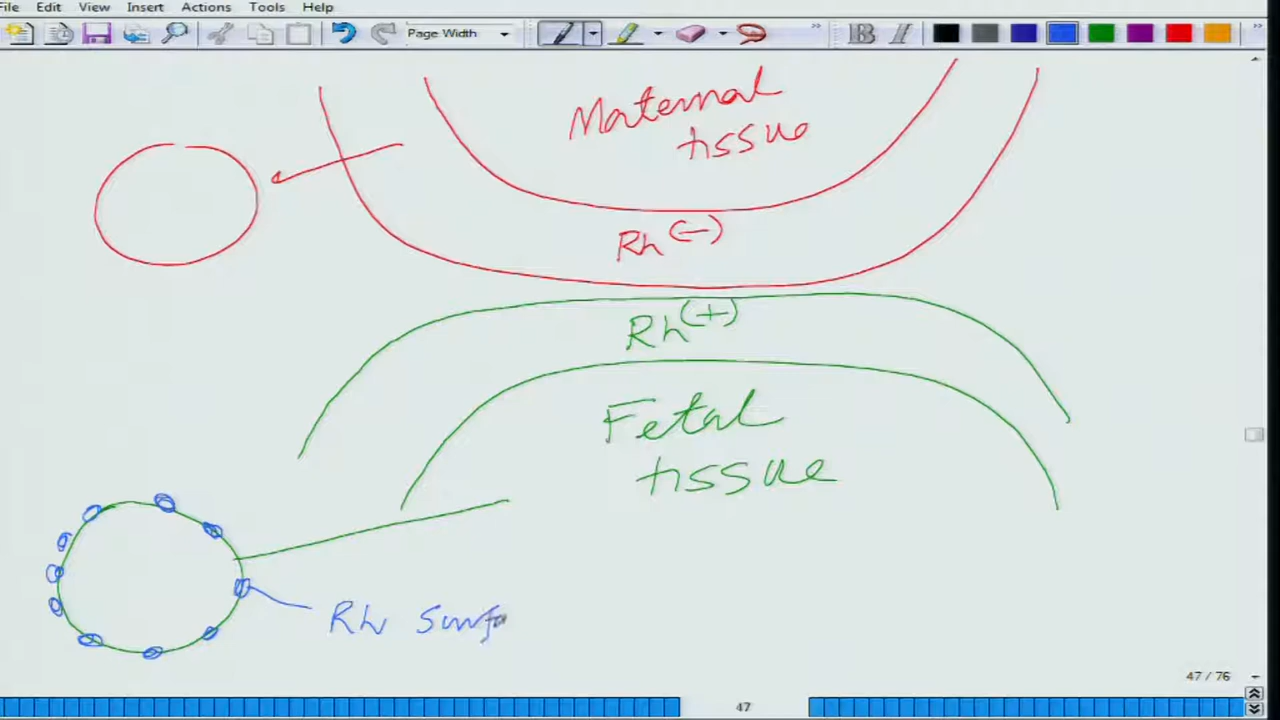 File Edit View Insert Actions Tools Help
Page Width
Maternal
tissue
Rh (-)
Rh (+)
Fetal
tissue
Rh Surfa
47 / 76
47